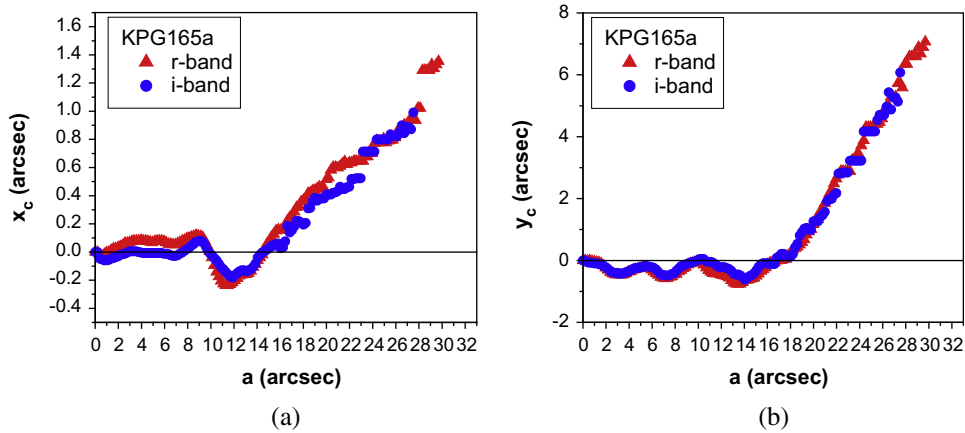 KPG165a
r-band
i-band
x_c (arcsec)
1.6
1.4
1.2
1.0
0.8
0.6
0.4
0.2
0.0
-0.2
-0.4
0 2 4 6 8 10 12 14 16 18 20 22 24 26 28 30 32
a (arcsec)
(a)
KPG165a
r-band
i-band
y_c (arcsec)
8
6
4
2
0
-2
0 2 4 6 8 10 12 14 16 18 20 22 24 26 28 30 32
a (arcsec)
(b)